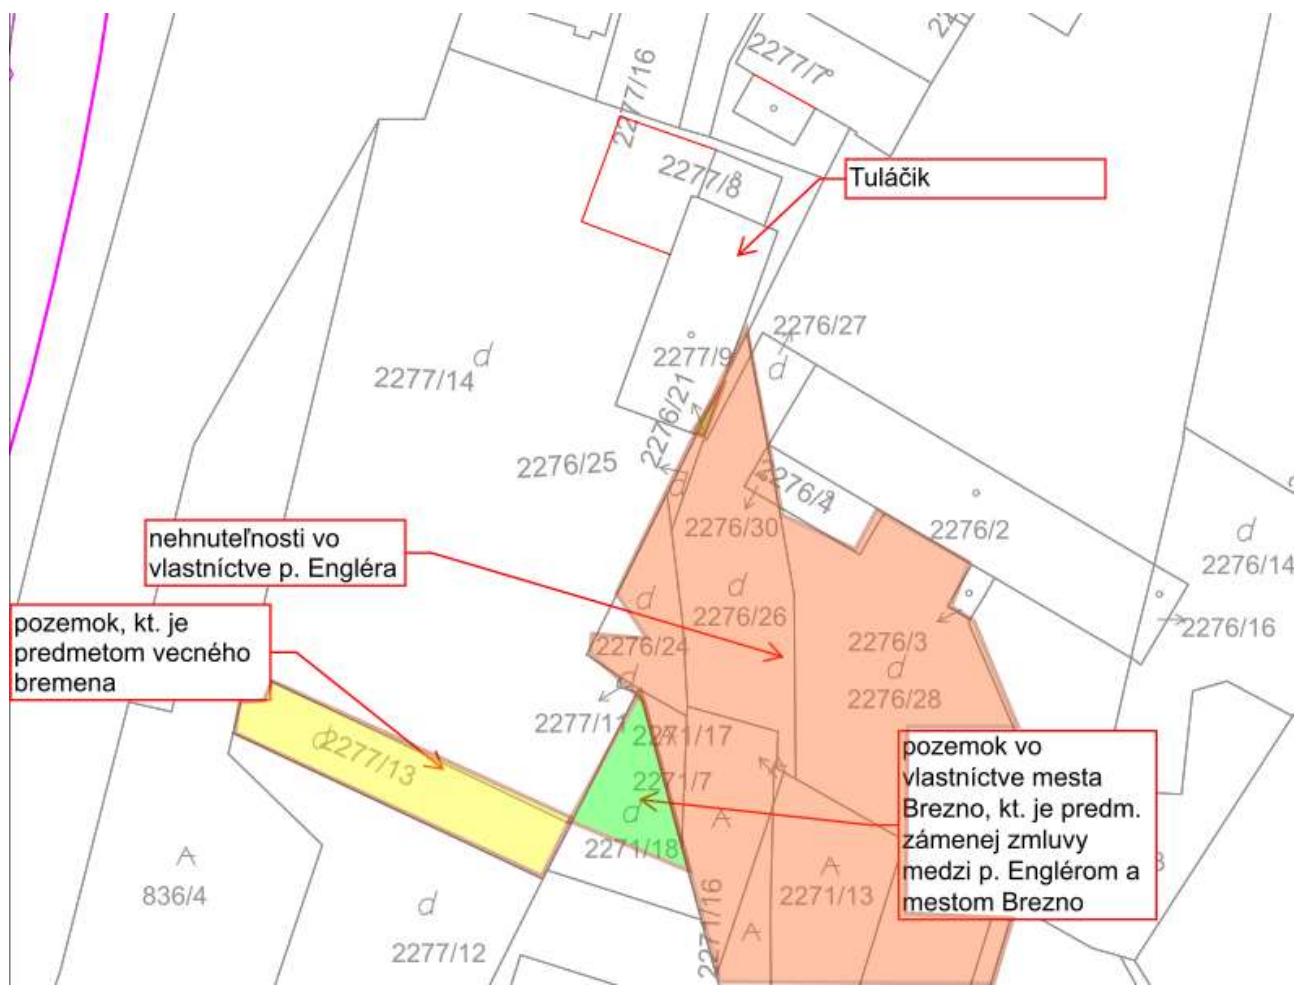 2277/16
2277/7
2277/8
Tuláčik
2276/27
2277/9
2277/14
2276/21
2276/25
2276/4
2276/30
2276/2
2276/14
nehnuteľnosti vo
vlastníctve p. Engléra
pozemok, kt. je
predmetom vecného
bremena
2276/26
2276/24
2276/3
2276/16
2276/28
2277/11
2271/17
2277/13
2271/7
pozemok vo
vlastníctve mesta
Brezno, kt. je predm.
zámenej zmluvy
medzi p. Englérom a
mestom Brezno
2271/18
836/4
2271/13
2271/16
2277/12